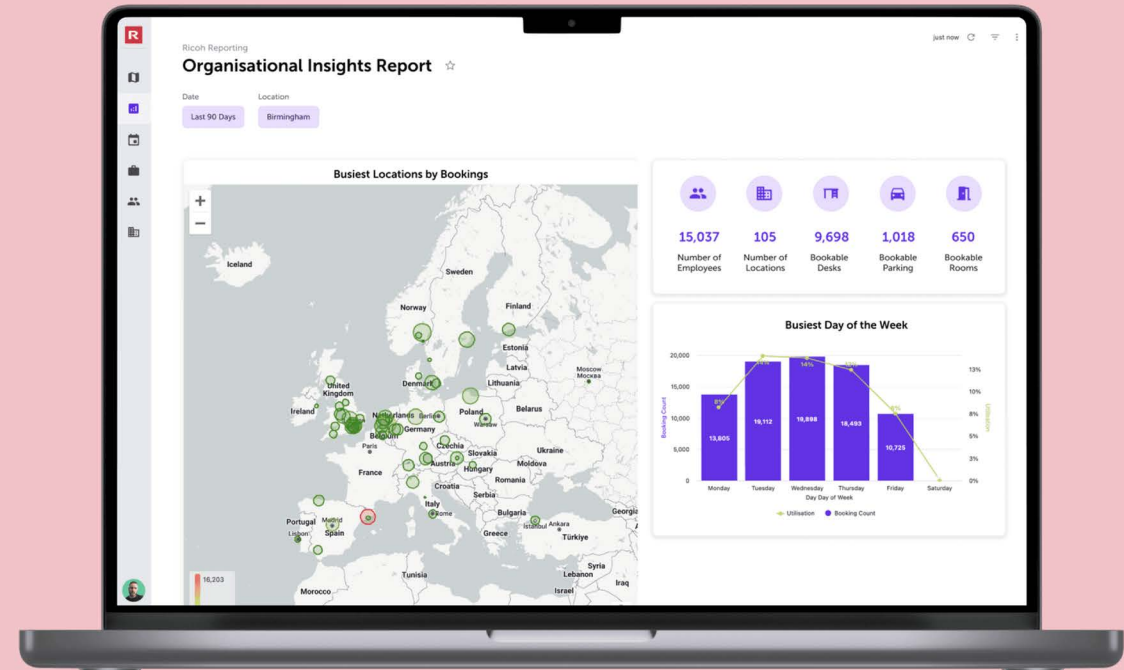 R
just now
Ricoh Reporting
Organisational Insights Report
Date
Location
Last 90 Days
Birmingham
Busiest Locations by Bookings
+
−
Iceland
Sweden
Norway
Finland
Estonia
Latvia
Moscow
Москва
Denmark
Lithuania
United
Kingdom
Ireland
Netherlands
Berlin
Poland
Belarus
Warsaw
Belgium
Germany
Paris
Czechia
Slovakia
Ukraine
Austria
Hungary
Moldova
France
Croatia
Romania
Serbia
Italy
Rome
Bulgaria
Georgia
Portugal
Madrid
Lisbon
Spain
Istanbul
Ankara
Greece
Türkiye
Tunisia
Syria
Lebanon
Iraq
Israel
Morocco
16,203
15,037
105
9,698
1,018
650
Number of
Employees
Number of
Locations
Bookable
Desks
Bookable
Parking
Bookable
Rooms
Busiest Day of the Week
20,000
15,000
10,000
5,000
0
Booking Count
14%
13,805
19,112
19,898
18,493
10,725
13%
10%
8%
5%
3%
0%
Utilisation
Monday
Tuesday
Wednesday
Thursday
Friday
Saturday
Day Day of Week
Utilisation
Booking Count